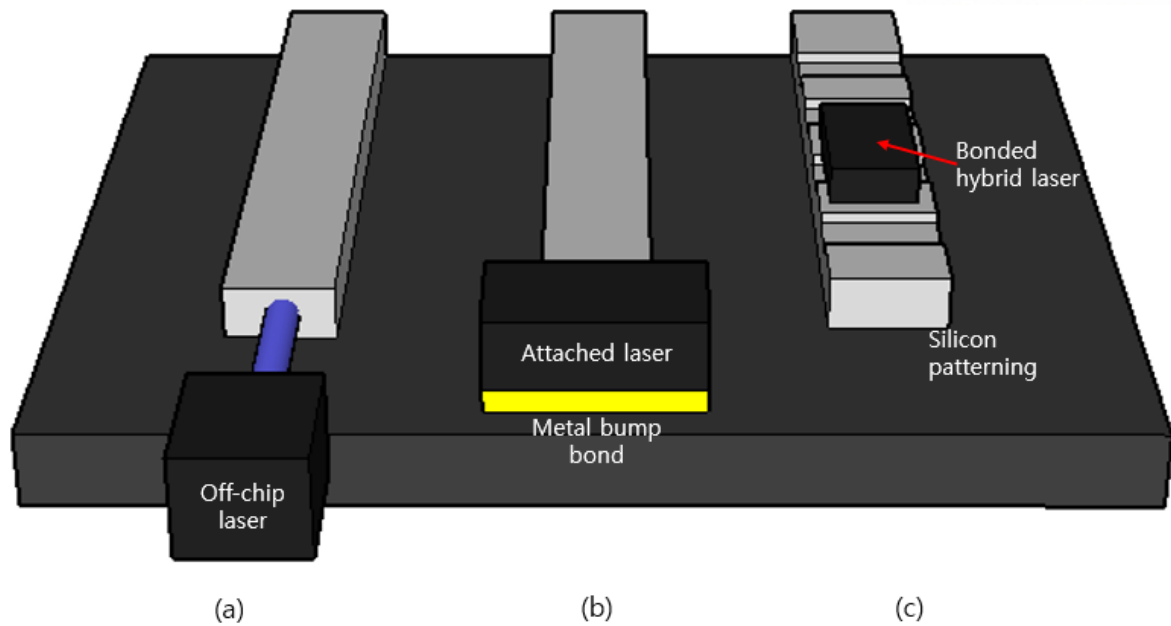 Bonded
hybrid laser
Silicon
patterning
Attached laser
Metal bump
bond
Off-chip
laser
(a)
(b)
(c)